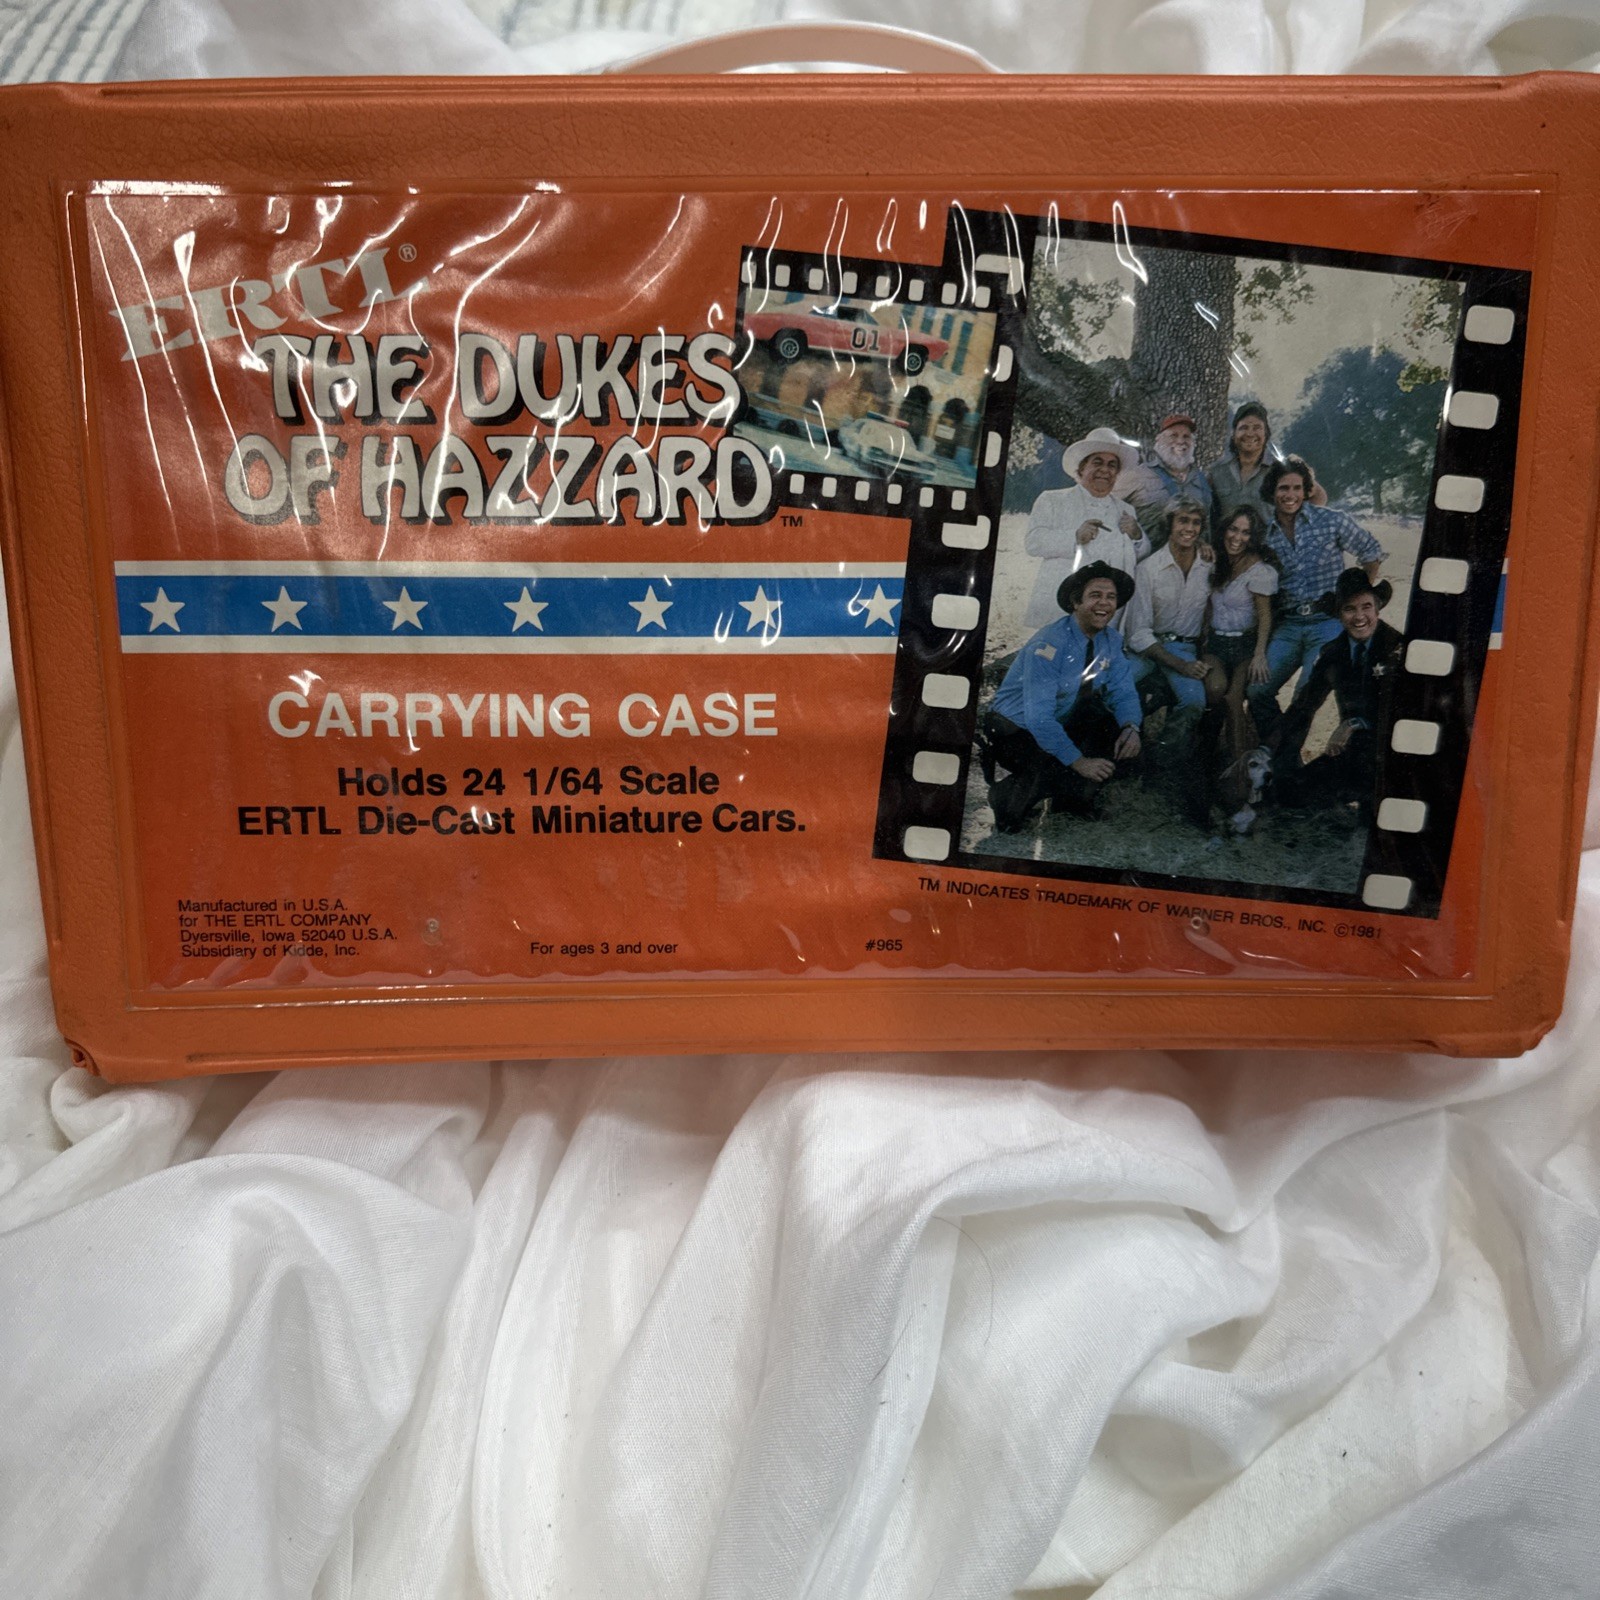 ERTL®
THE DUKES
OF HAZZARD™
01
CARRYING CASE
Holds 24 1/64 Scale
ERTL Die-Cast Miniature Cars.
Manufactured in U.S.A.
for THE ERTL COMPANY
Dyersville, Iowa 52040 U.S.A.
Subsidiary of Kidde, Inc.
For ages 3 and over
#965
TM INDICATES TRADEMARK OF WARNER BROS., INC. ©1981